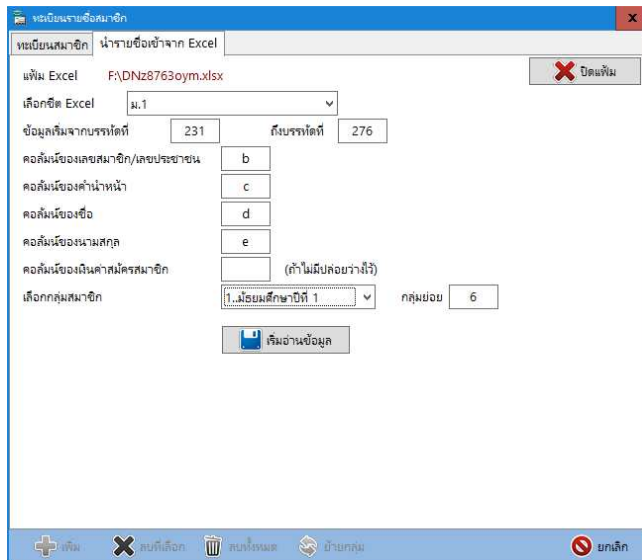 ทะเบียนรายชื่อสมาชิก
x
ทะเบียนสมาชิก นำรายชื่อเข้าจาก Excel
แฟ้ม Excel F:\DNz8763oym.xlsx ปิดแฟ้ม
เลือกชีต Excel ม.1
ข้อมูลเริ่มจากบรรทัดที่ 231 ถึงบรรทัดที่ 276
คอลัมน์ของเลขสมาชิก/เลขประชาชน b
คอลัมน์ของคำนำหน้า c
คอลัมน์ของชื่อ d
คอลัมน์ของนามสกุล e
คอลัมน์ของเงินค่าสมัครสมาชิก (ถ้าไม่มีปล่อยว่างไว้)
เลือกกลุ่มสมาชิก 1..มัธยมศึกษาปีที่ 1 กลุ่มย่อย 6
เริ่มอ่านข้อมูล
เพิ่ม ลบที่เลือก ลบทั้งหมด ย้ายกลุ่ม ยกเลิก